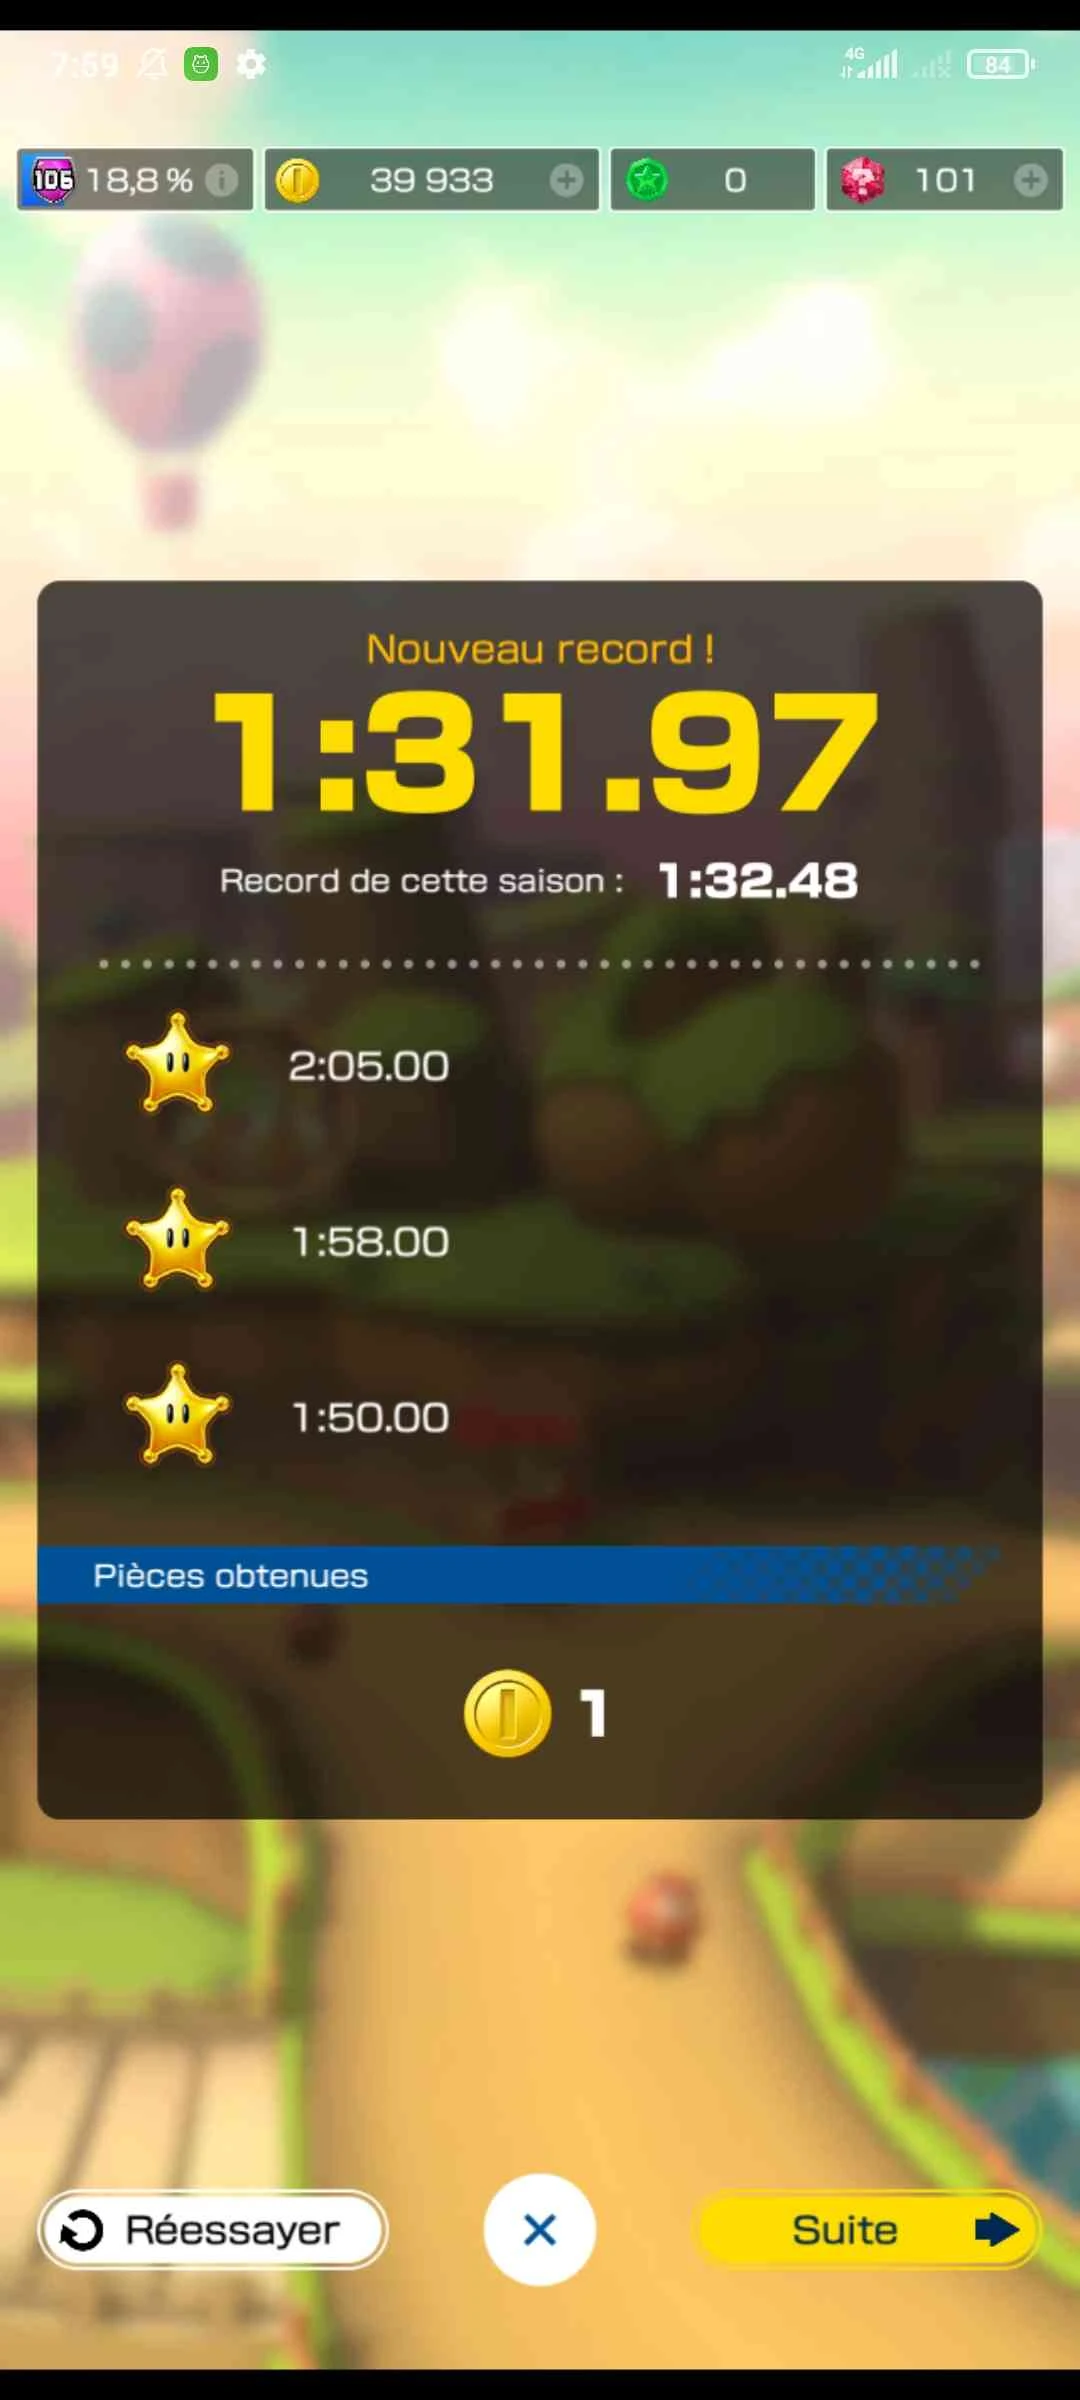 7:59 4G 84
106 18,8 % 39 933 0 101
Nouveau record !
1:31.97
Record de cette saison : 1:32.48
2:05.00
1:58.00
1:50.00
Pièces obtenues
1
Réessayer Suite